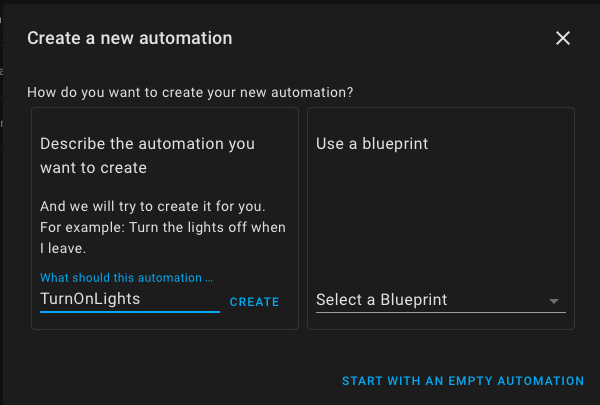 Create a new automation
How do you want to create your new automation?
Describe the automation you
want to create
And we will try to create it for you.
For example: Turn the lights off when
I leave.
What should this automation ...
TurnOnLights
CREATE
Use a blueprint
Select a Blueprint
START WITH AN EMPTY AUTOMATION